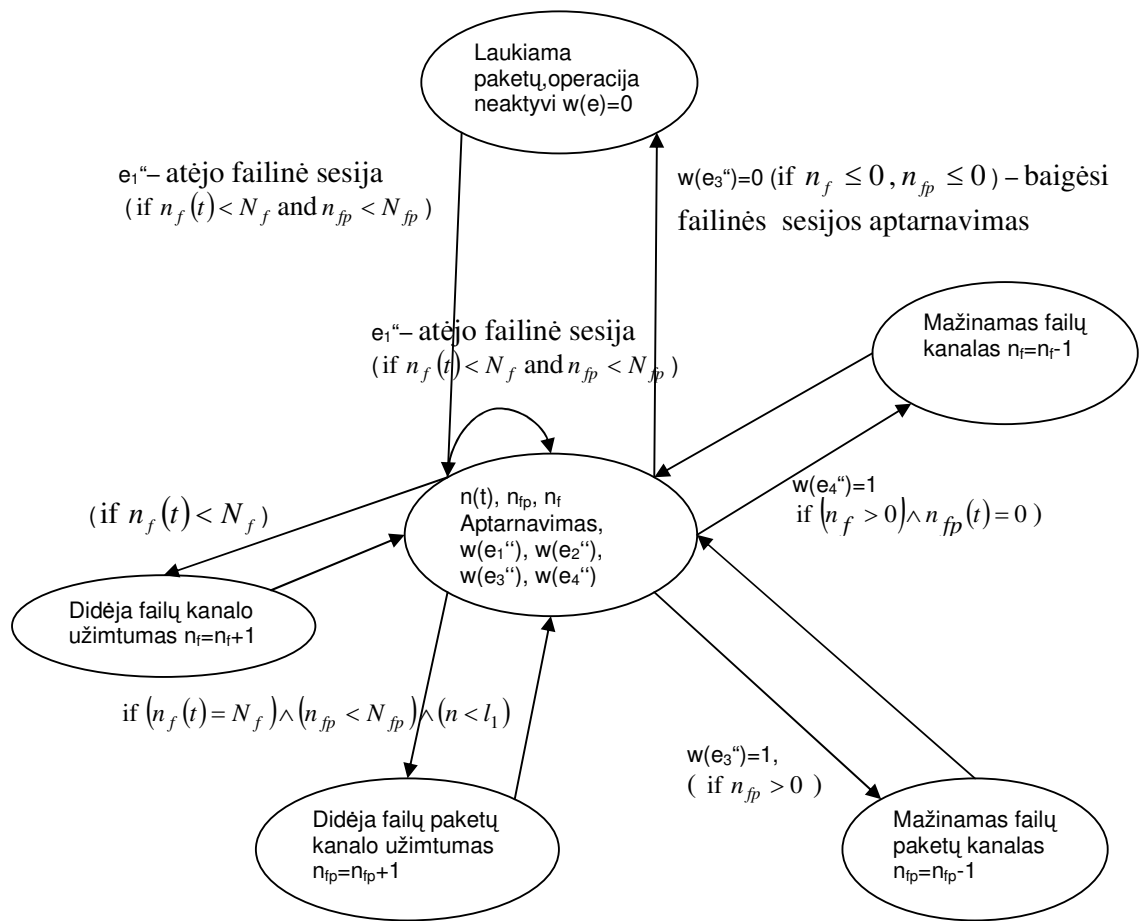 Laukiama
paketų,operacija
neaktyvi w(e)=0
e₁“– atėjo failinė sesija
( if n_f(t) < N_f and n_fp < N_fp )
w(e₃“)=0 (if n_f ≤ 0 , n_fp ≤ 0 ) – baigėsi
failinės sesijos aptarnavimas
e₁“– atėjo failinė sesija
( if n_f(t) < N_f and n_fp < N_fp )
Mažinamas failų
kanalas n_f=n_f-1
( if n_f(t) < N_f )
n(t), n_fp, n_f
Aptarnavimas,
w(e₁‘‘), w(e₂‘‘),
w(e₃‘‘), w(e₄‘‘)
w(e₄“)=1
if (n_f > 0) ∧ n_fp(t) = 0 )
Didėja failų kanalo
užimtumas n_f=n_f+1
if (n_f(t) = N_f) ∧ (n_fp < N_fp) ∧ (n < l₁)
w(e₃“)=1,
( if n_fp > 0 )
Didėja failų paketų
kanalo užimtumas
n_fp=n_fp+1
Mažinamas failų
paketų kanalas
n_fp=n_fp-1